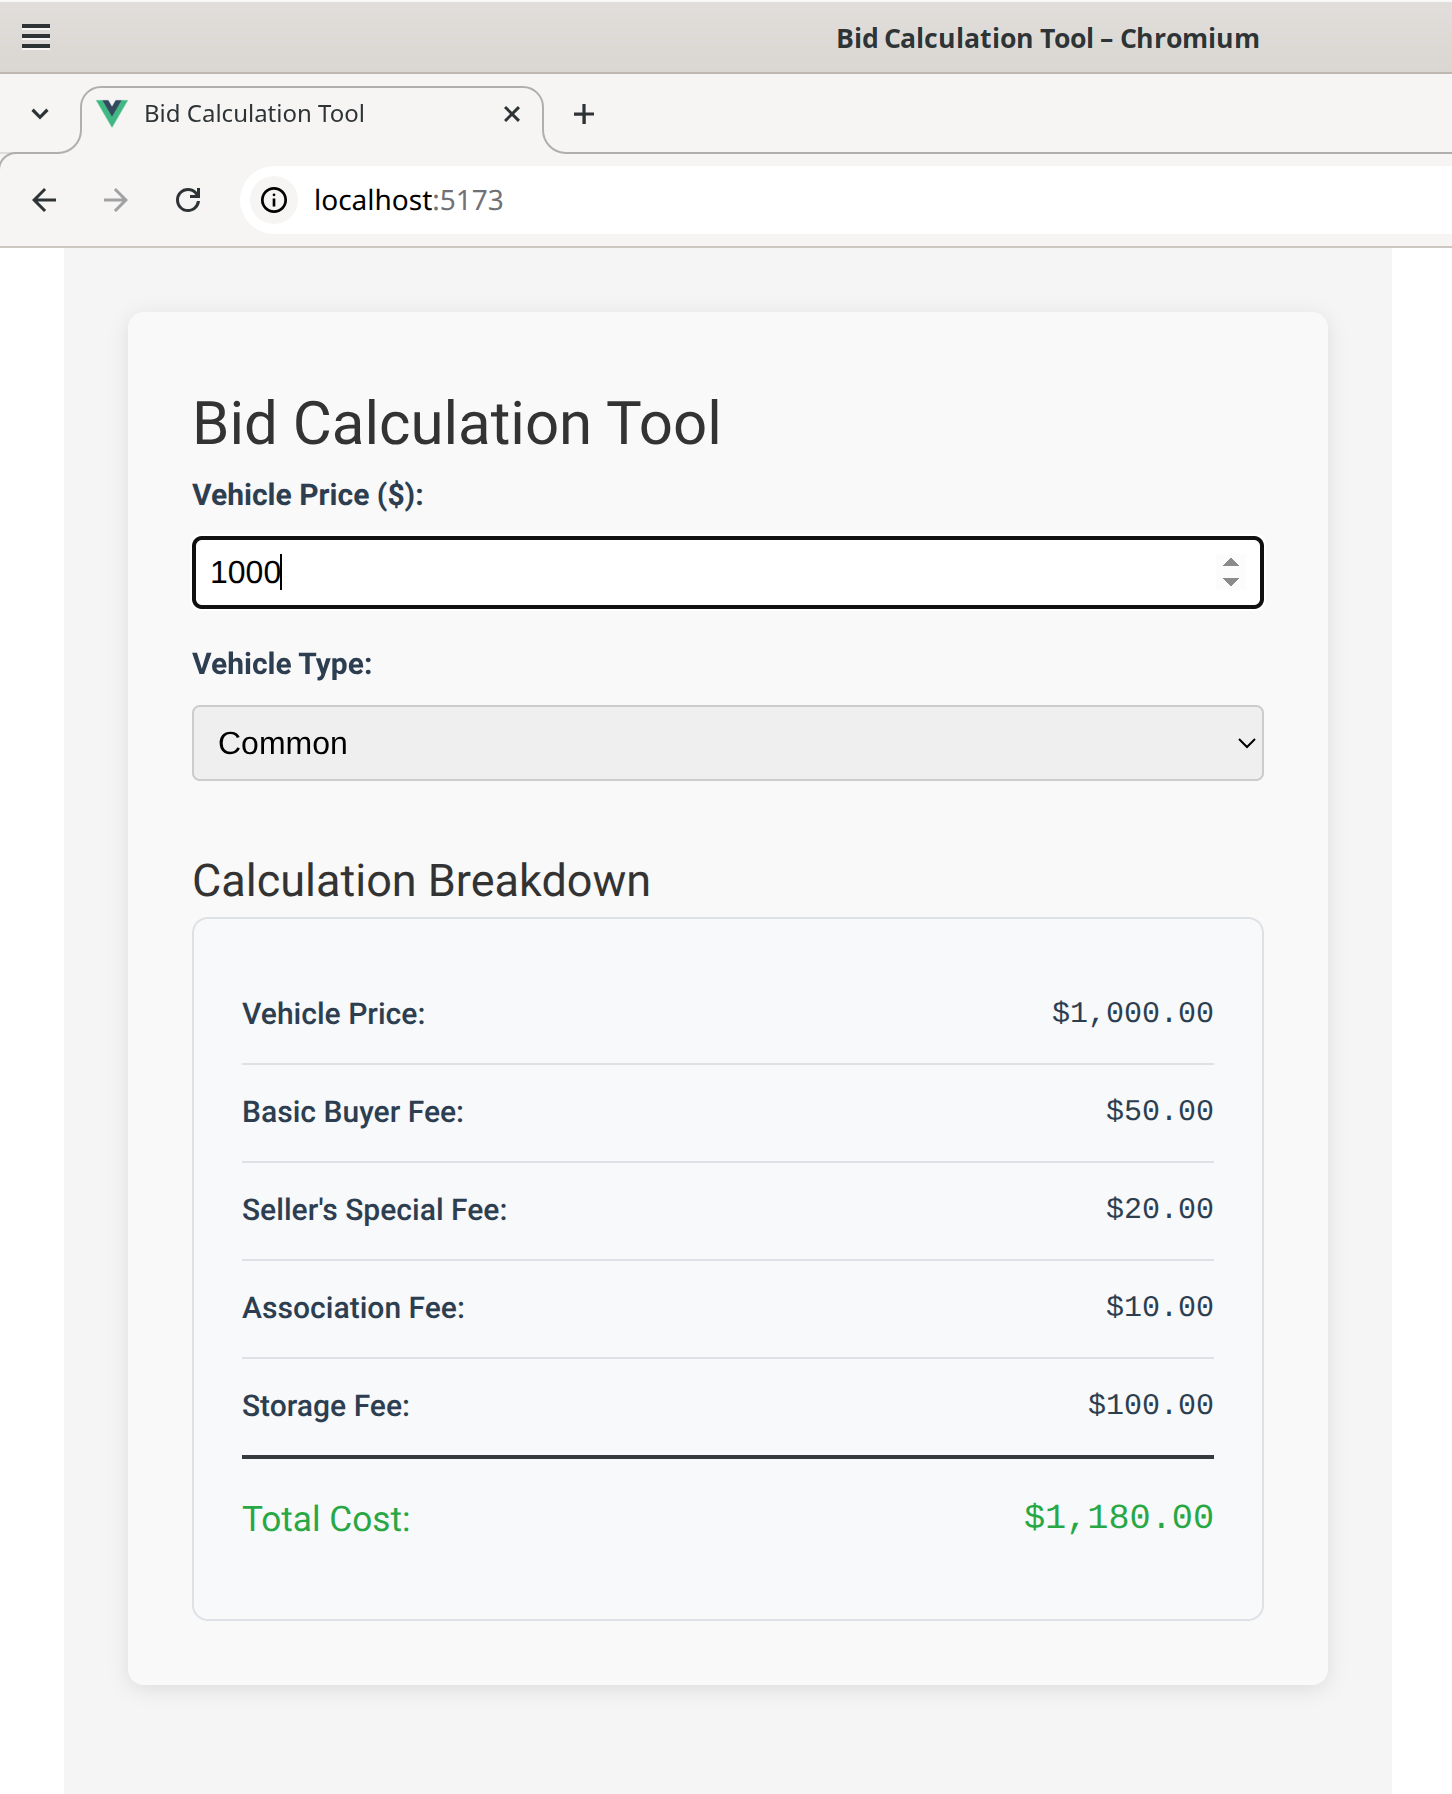 Bid Calculation Tool – Chromium
Bid Calculation Tool
localhost:5173
Bid Calculation Tool
Vehicle Price ($):
1000
Vehicle Type:
Common
Calculation Breakdown
Vehicle Price: $1,000.00
Basic Buyer Fee: $50.00
Seller's Special Fee: $20.00
Association Fee: $10.00
Storage Fee: $100.00
Total Cost: $1,180.00